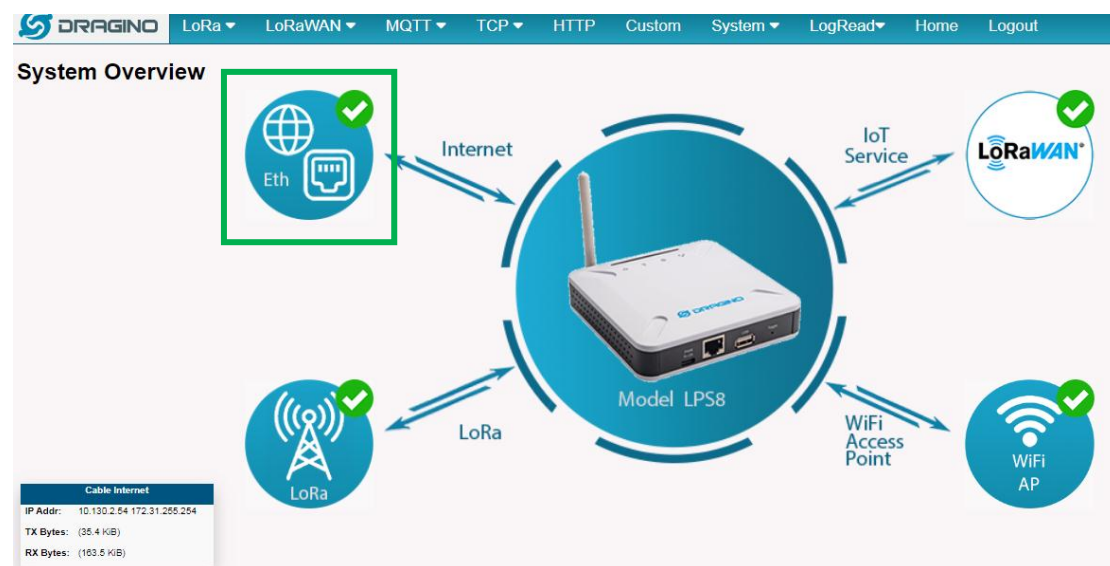 DRAGINO LoRa LoRaWAN MQTT TCP HTTP Custom System LogRead Home Logout
System Overview
Eth
Internet
IoT
Service
LoRaWAN
DRAGINO
Model LPS8
LoRa
LoRa
WiFi
Access
Point
WiFi
AP
Cable Internet
IP Addr: 10.130.2.54 172.31.255.254
TX Bytes: (35.4 KiB)
RX Bytes: (163.5 KiB)